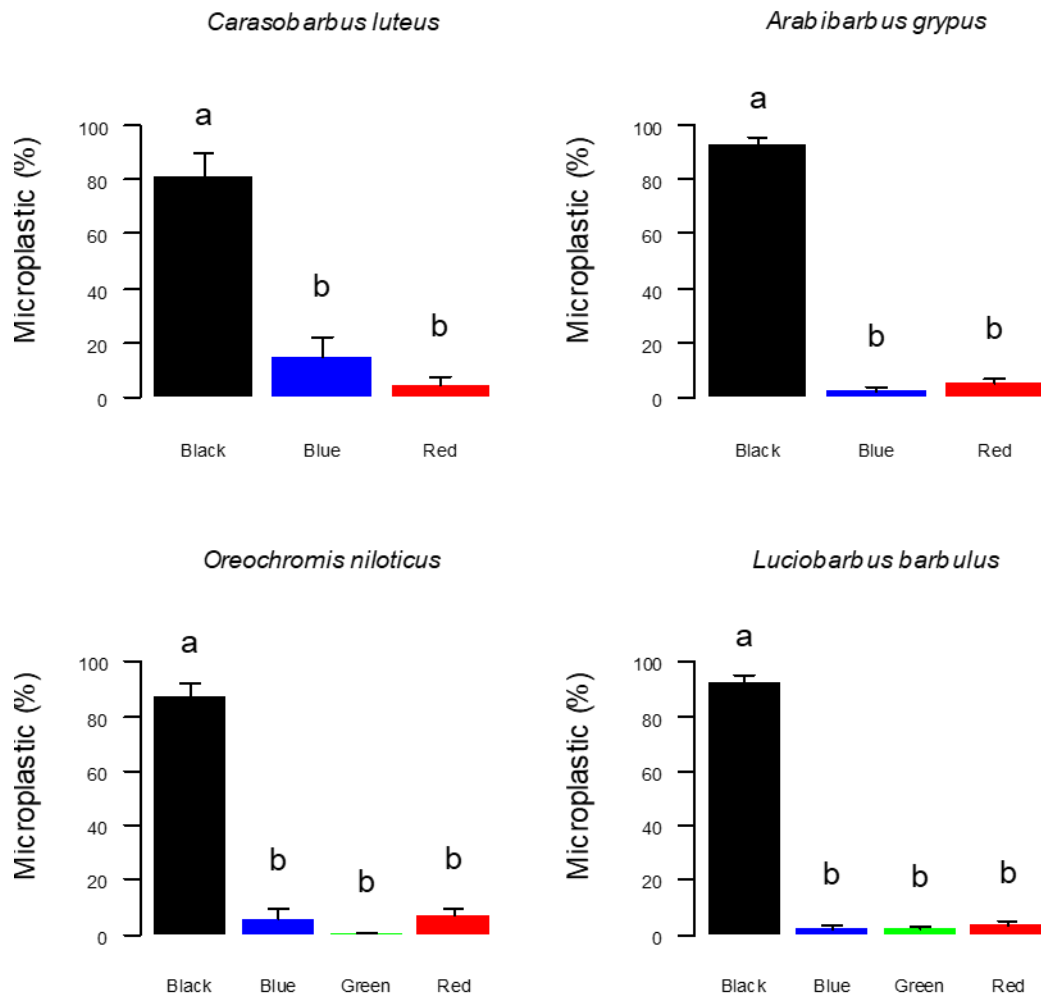 Carasobarbus luteus
Microplastic (%)
100
80
60
40
20
0
a
b
b
Black Blue Red
Arabibarbus grypus
Microplastic (%)
100
80
60
40
20
0
a
b
b
Black Blue Red
Oreochromis niloticus
Microplastic (%)
100
80
60
40
20
0
a
b
b
b
Black Blue Green Red
Luciobarbus barbulus
Microplastic (%)
100
80
60
40
20
0
a
b
b
b
Black Blue Green Red